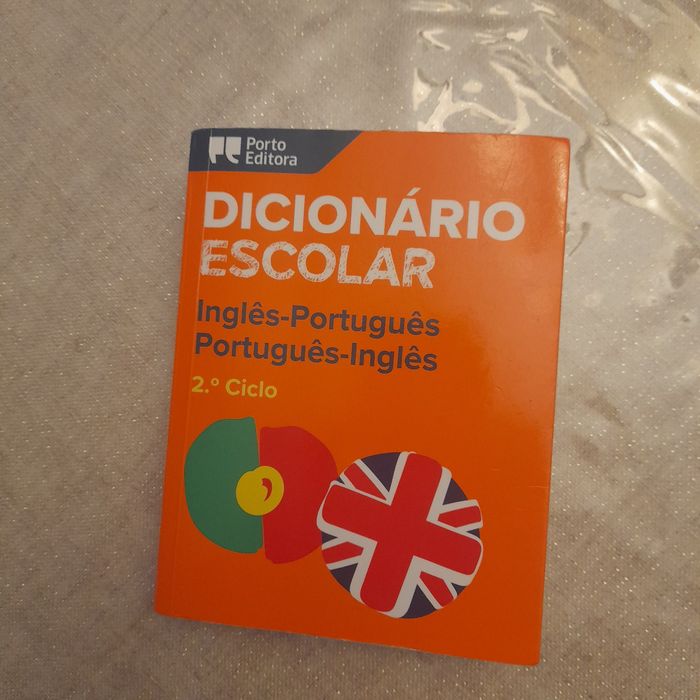 Porto
Editora
DICIONÁRIO
ESCOLAR
Inglês-Português
Português-Inglês
2.º Ciclo